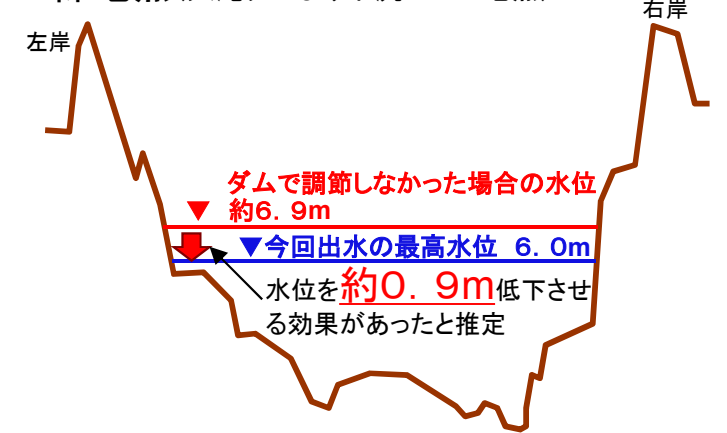 右岸
左岸
ダムで調節しなかった場合の水位
▼ 約6．9m
▼今回出水の最高水位 6．0m
水位を約0．9m低下させ
る効果があったと推定